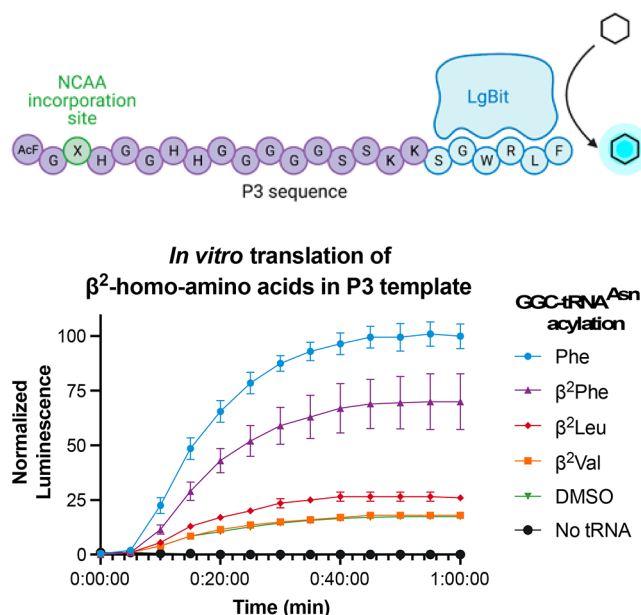 NCAA
incorporation
site
LgBit
AcF G X H G G H H G G G G G S S K K S G W R L F
P3 sequence
In vitro translation of
β²-homo-amino acids in P3 template
GGC-tRNA^Asn
acylation
Normalized
Luminescence
100
75
50
25
0
0:00:00
0:20:00
0:40:00
1:00:00
Time (min)
Phe
β²Phe
β²Leu
β²Val
DMSO
No tRNA